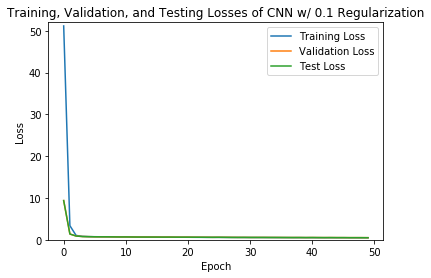 Training, Validation, and Testing Losses of CNN w/ 0.1 Regularization
Training Loss
Validation Loss
Test Loss
Loss
50
40
30
20
10
0
0 10 20 30 40 50
Epoch